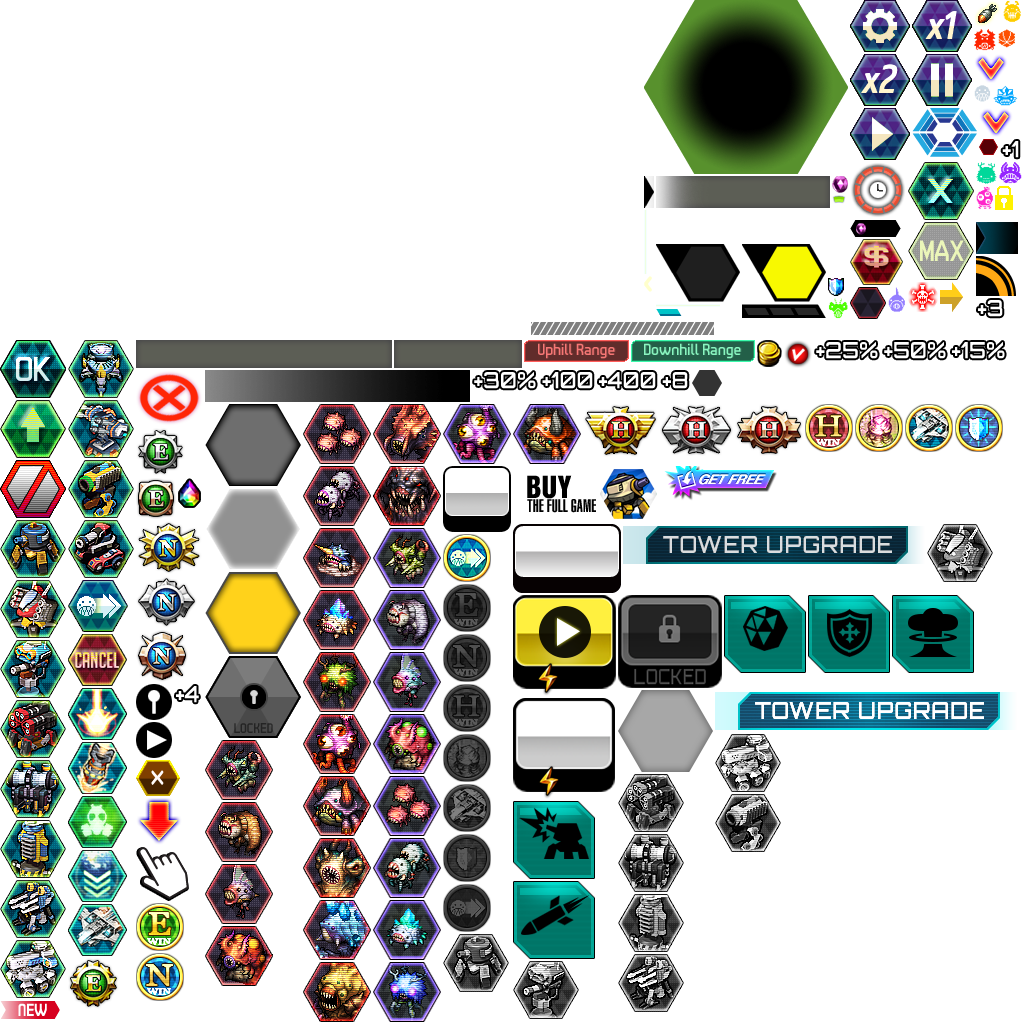 x1
x2
+1
X
$
MAX
+3
Uphill Range
Downhill Range
+25%
+50%
+15%
+30%
+100
+400
+8
OK
E
E
N
N
N
CANCEL
+4
X
E
WIN
N
WIN
E
NEW
LOCKED
H
H
H
H
WIN
BUY
THE FULL GAME
GET FREE
TOWER UPGRADE
E
WIN
N
WIN
H
WIN
LOCKED
TOWER UPGRADE